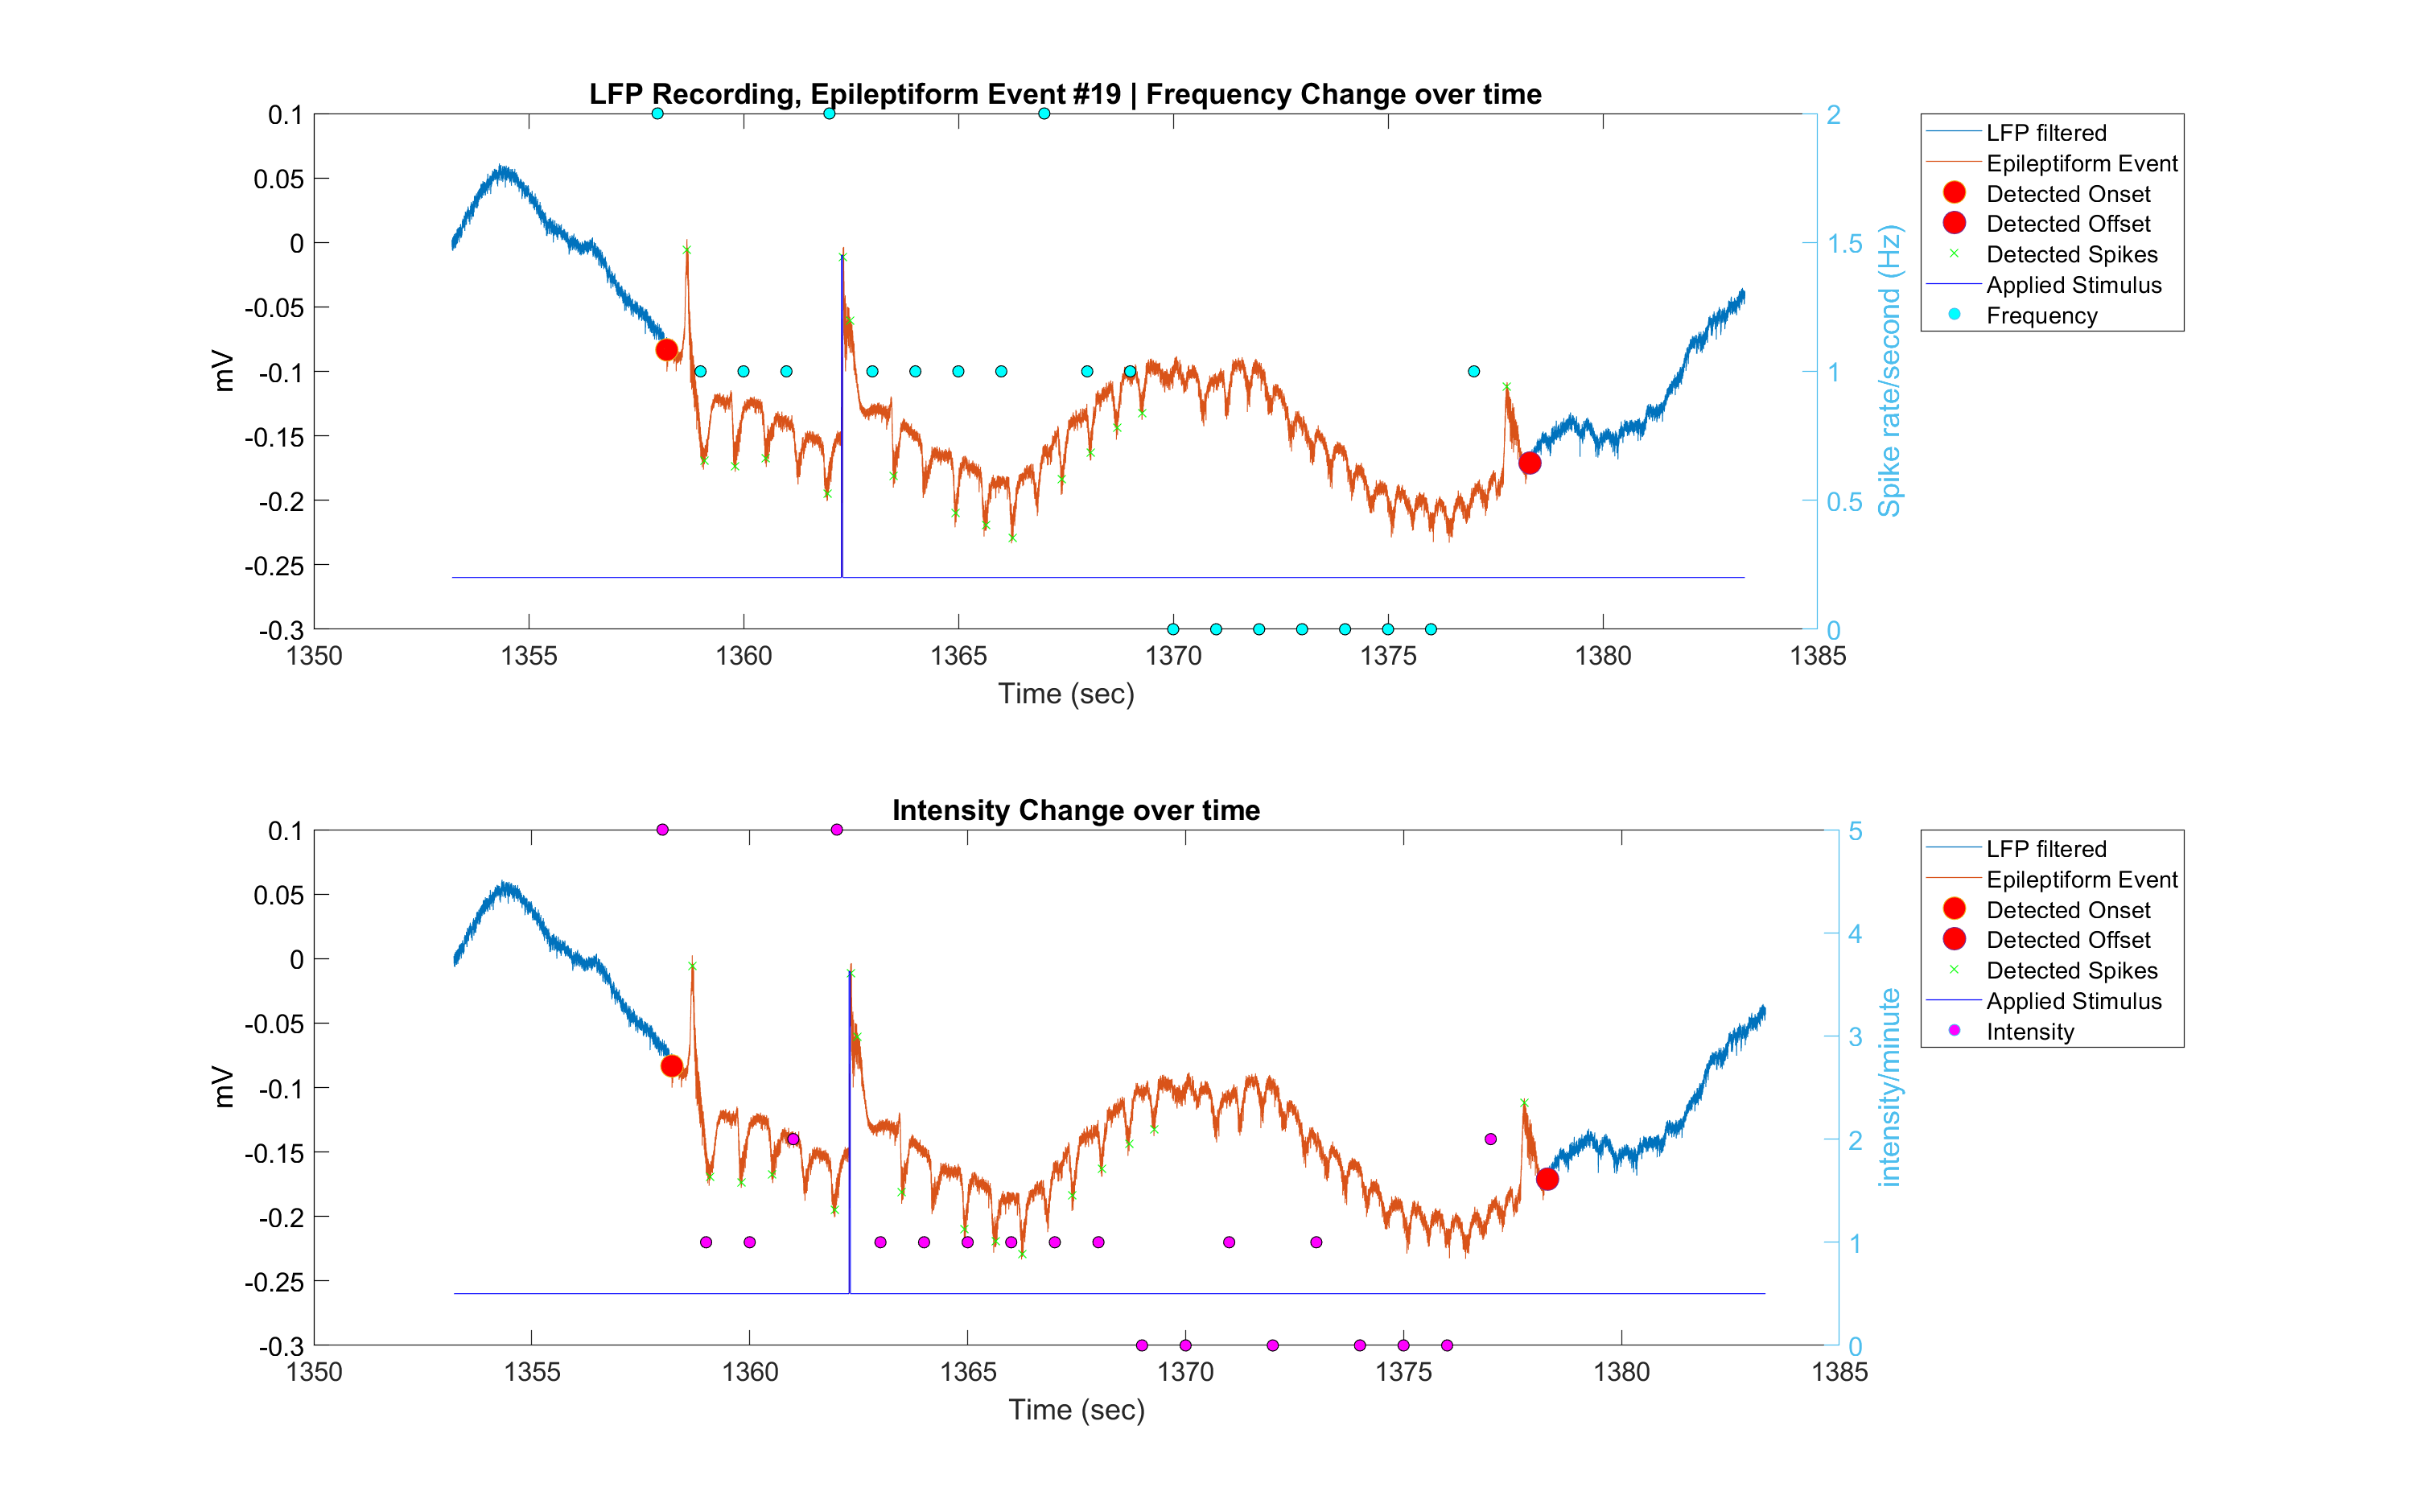 LFP Recording, Epileptiform Event #19 | Frequency Change over time
0.1
0.05
0
-0.05
-0.1
-0.15
-0.2
-0.25
-0.3
mV
1350
1355
1360
1365
1370
1375
1380
1385
Time (sec)
2
1.5
1
0.5
0
Spike rate/second (Hz)
LFP filtered
Epileptiform Event
Detected Onset
Detected Offset
Detected Spikes
Applied Stimulus
Frequency
Intensity Change over time
0.1
0.05
0
-0.05
-0.1
-0.15
-0.2
-0.25
-0.3
mV
1350
1355
1360
1365
1370
1375
1380
1385
Time (sec)
5
4
3
2
1
0
intensity/minute
LFP filtered
Epileptiform Event
Detected Onset
Detected Offset
Detected Spikes
Applied Stimulus
Intensity